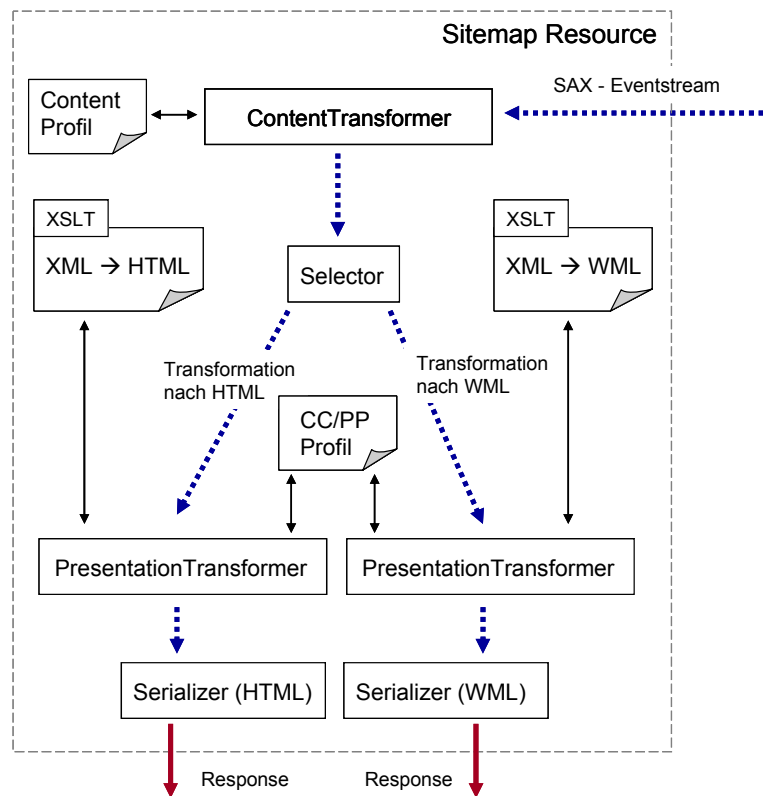 Sitemap Resource
SAX - Eventstream
Content
Profil
ContentTransformer
XSLT
XML → HTML
XSLT
XML → WML
Selector
Transformation
nach HTML
Transformation
nach WML
CC/PP
Profil
PresentationTransformer
PresentationTransformer
Serializer (HTML)
Serializer (WML)
Response
Response